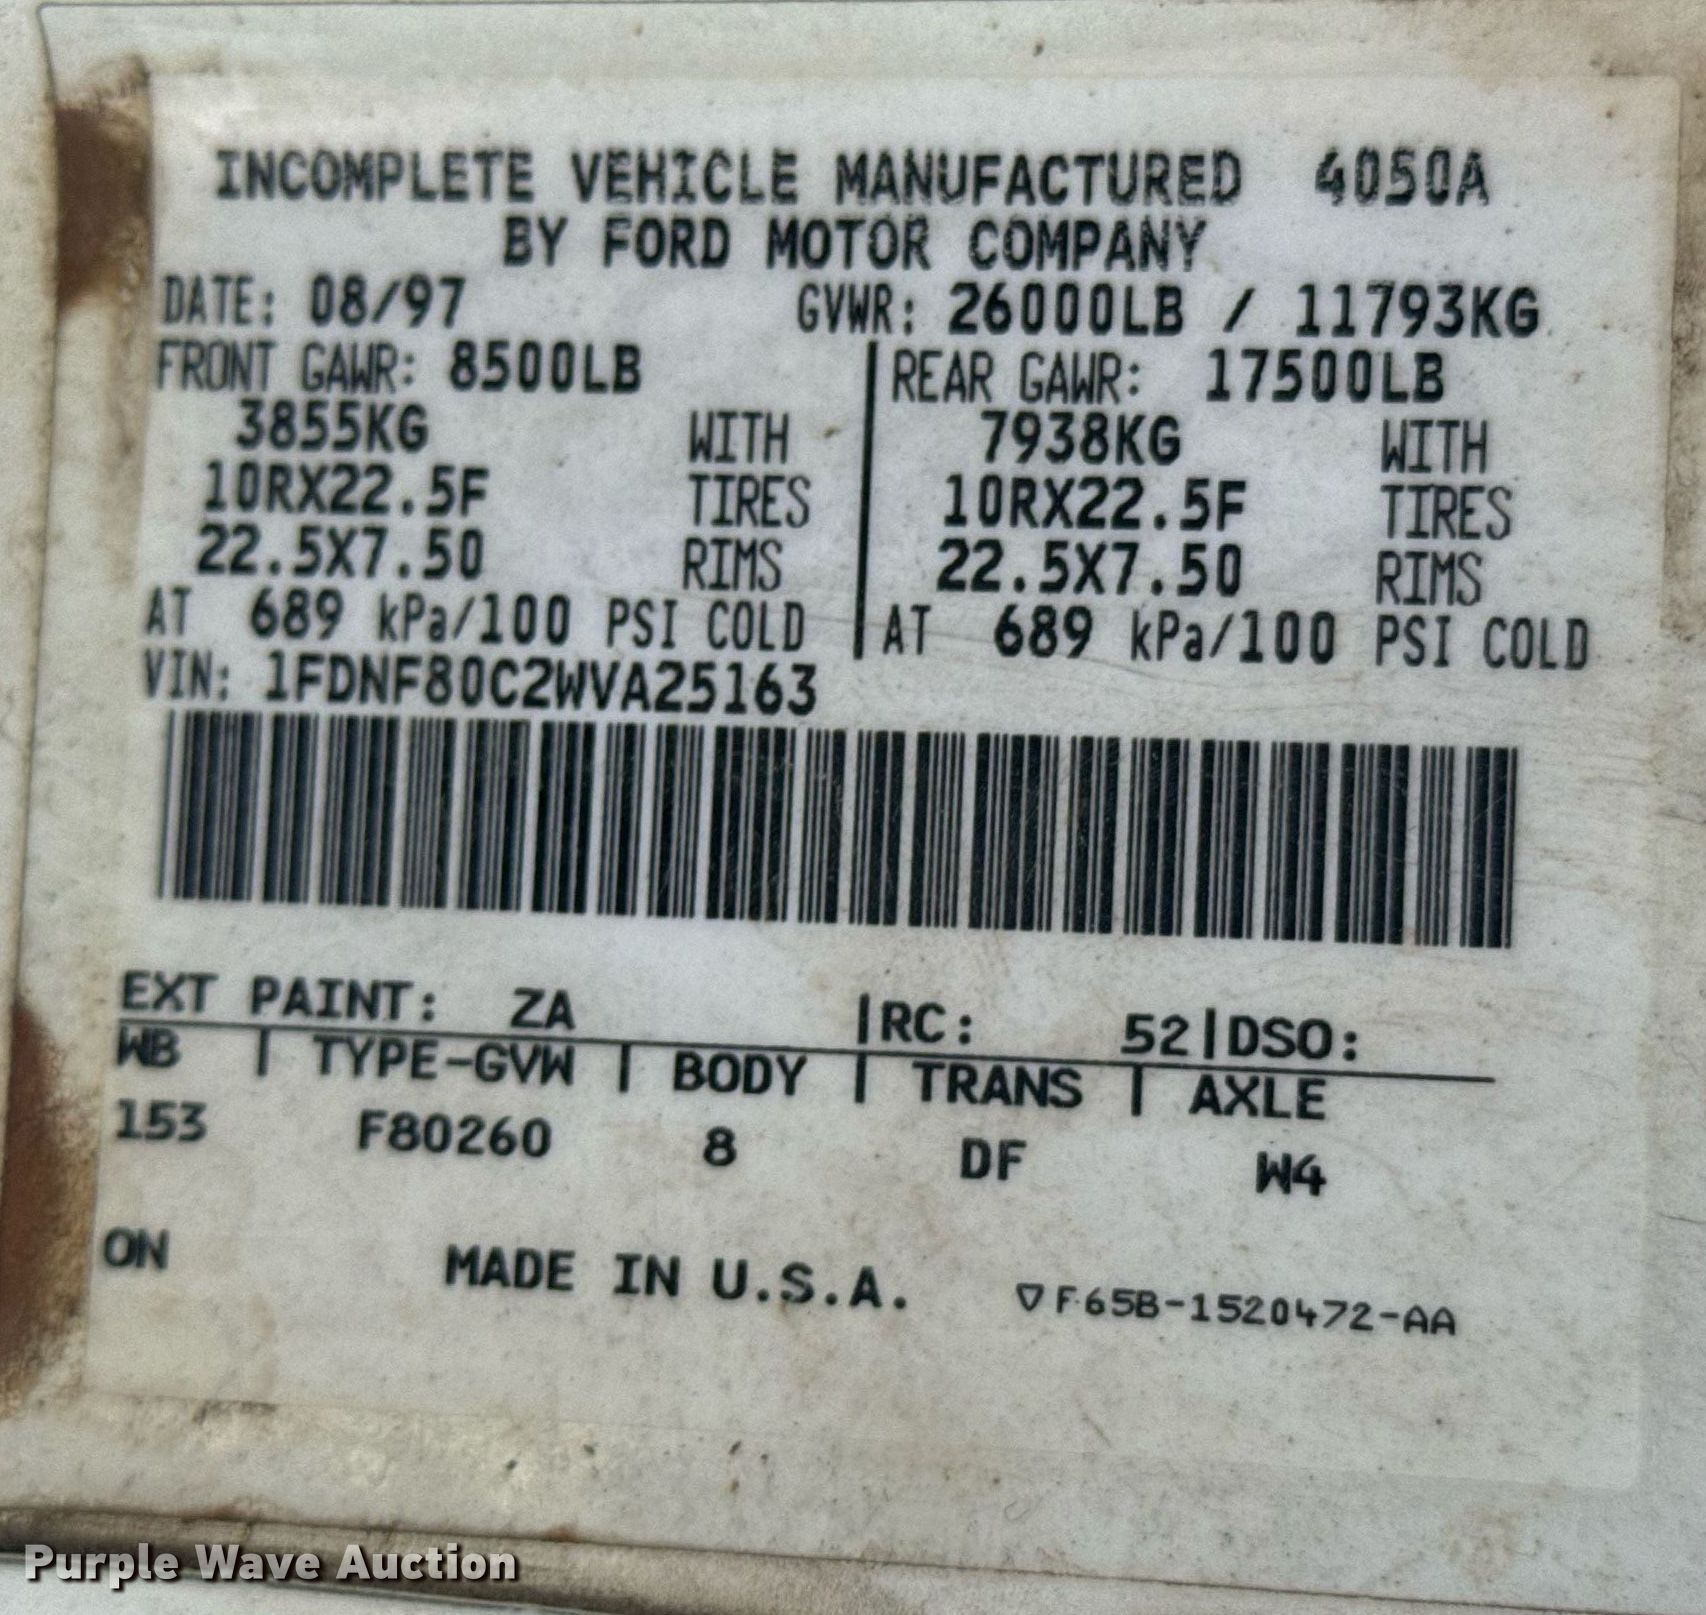 INCOMPLETE VEHICLE MANUFACTURED 4050A
BY FORD MOTOR COMPANY
DATE: 08/97 GVWR: 26000LB / 11793KG
FRONT GAWR: 8500LB | REAR GAWR: 17500LB
3855KG WITH | 7938KG WITH
10RX22.5F TIRES | 10RX22.5F TIRES
22.5X7.50 RIMS | 22.5X7.50 RIMS
AT 689 kPa/100 PSI COLD | AT 689 kPa/100 PSI COLD
VIN: 1FDNF80C2WVA25163
EXT PAINT: ZA |RC: 52|DSO:
WB | TYPE-GVW | BODY | TRANS | AXLE
153 F80260 8 DF W4
ON MADE IN U.S.A. ▽F65B-1520472-AA
Purple Wave Auction